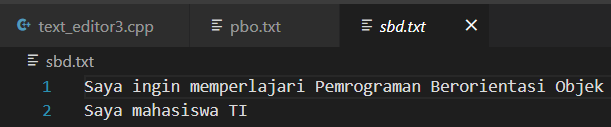 text_editor3.cpp pbo.txt sbd.txt ×
sbd.txt
1 Saya ingin memperlajari Pemrograman Berorientasi Objek
2 Saya mahasiswa TI